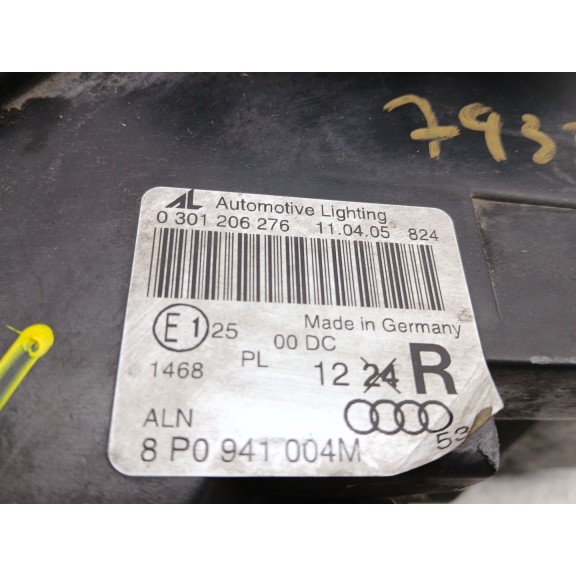 793
AL Automotive Lighting
0 301 206 276 11.04.05 824
E1 25 00 DC Made in Germany
1468 PL 12 24 R
ALN
8 P0 941 004M 53